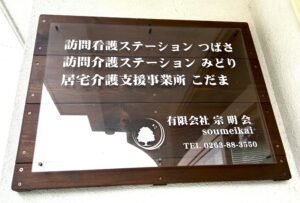 訪問看護ステーション つばさ
訪問介護ステーション みどり
居宅介護支援事業所 こだま
有限会社 宗明会
soumeikai
TEL 0263-88-3550